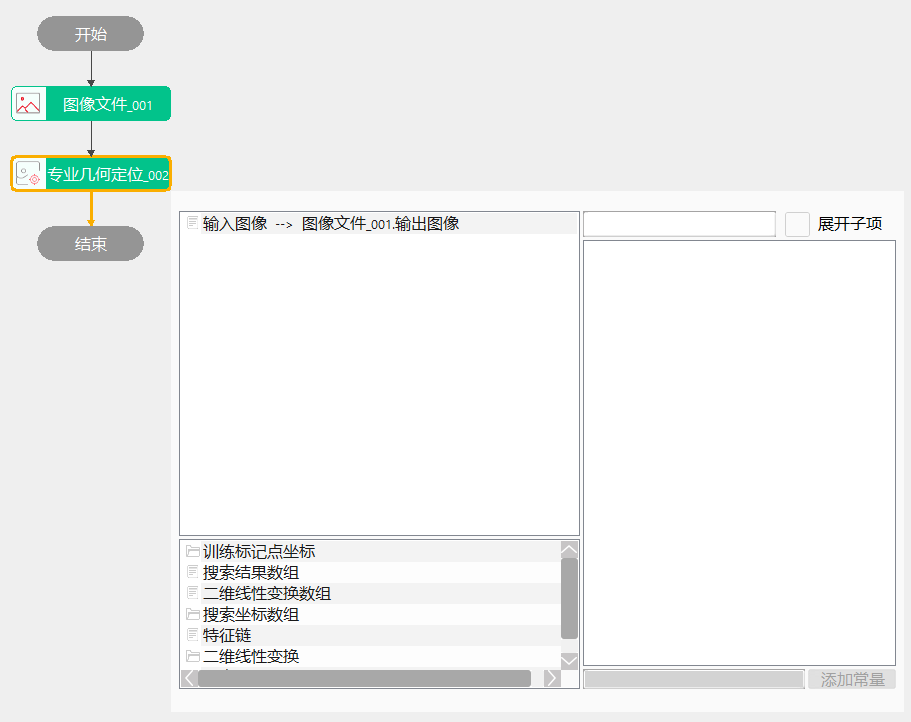 开始
图像文件_001
专业几何定位_002
结束
输入图像 --> 图像文件_001.输出图像
展开子项
训练标记点坐标
搜索结果数组
二维线性变换数组
搜索坐标数组
特征链
二维线性变换
添加常量